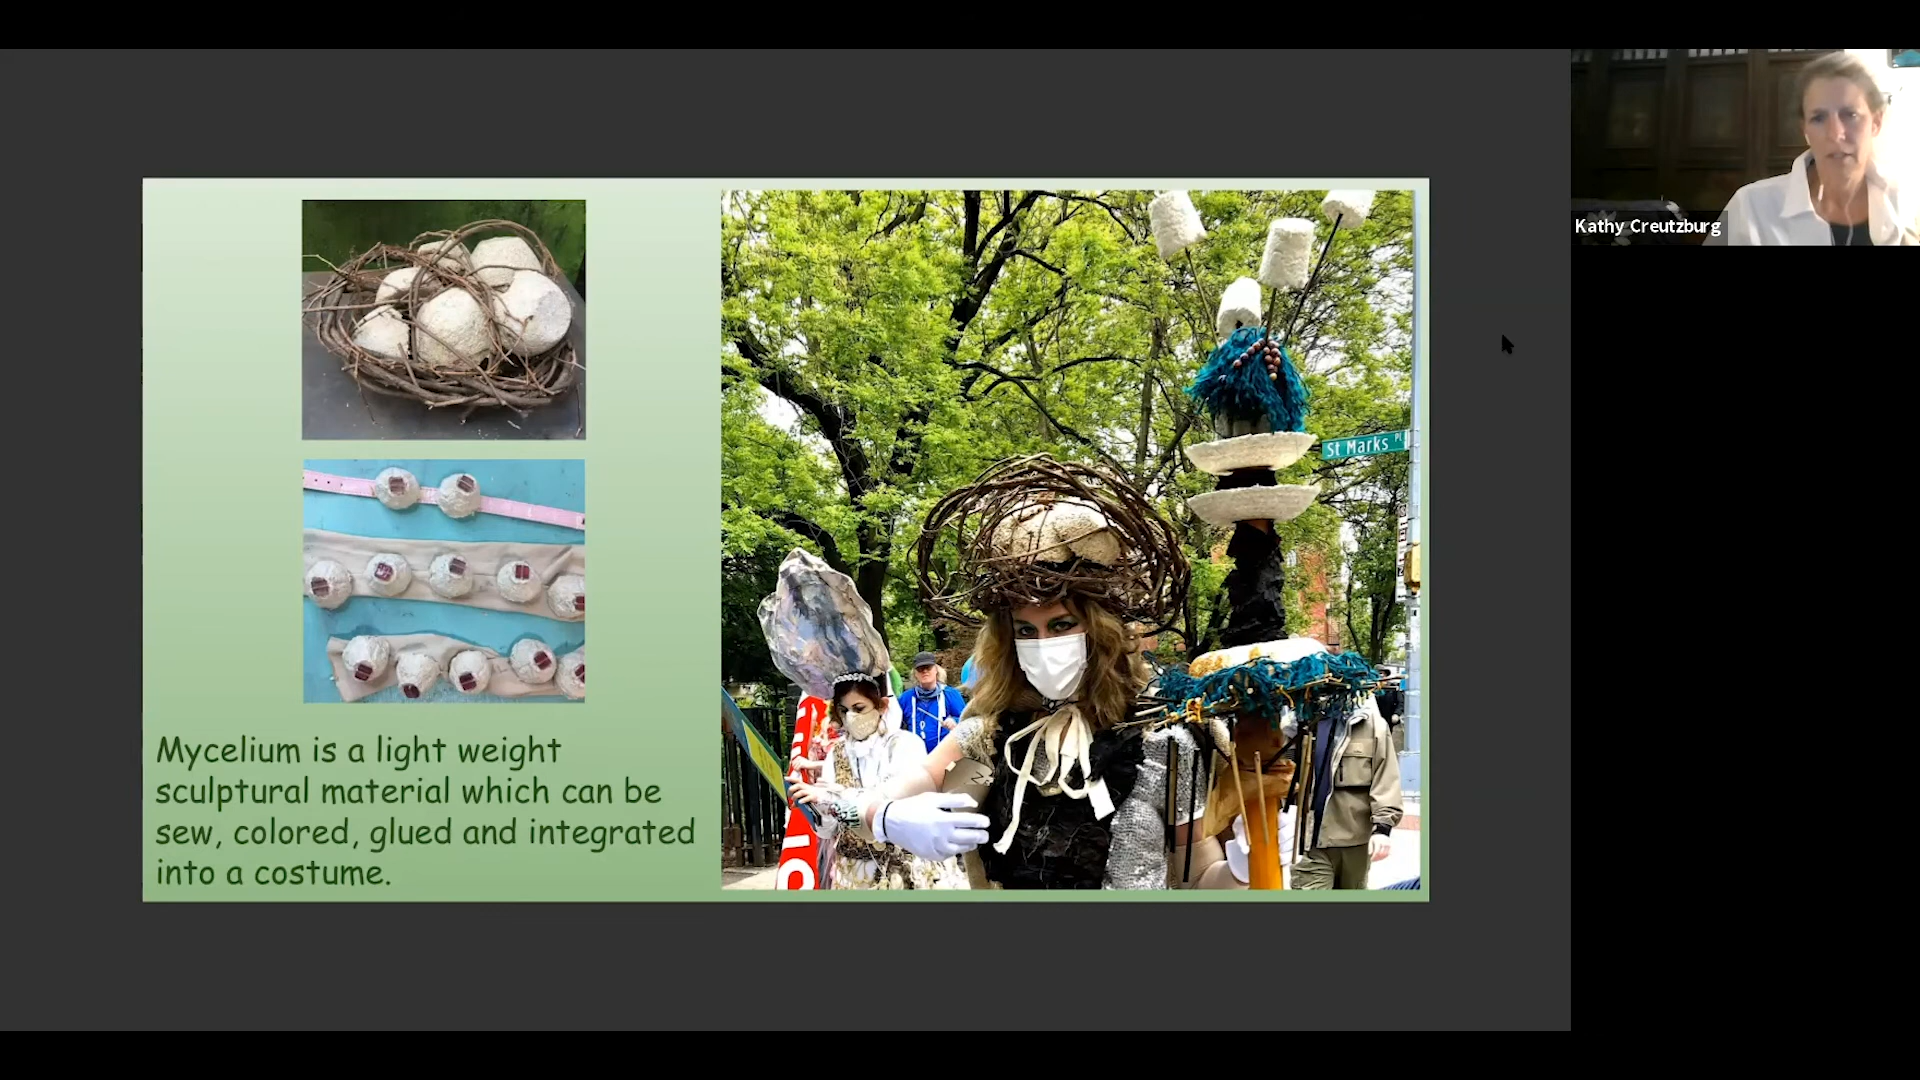 Kathy Creutzburg
St Marks Pl
Mycelium is a light weight
sculptural material which can be
sew, colored, glued and integrated
into a costume.